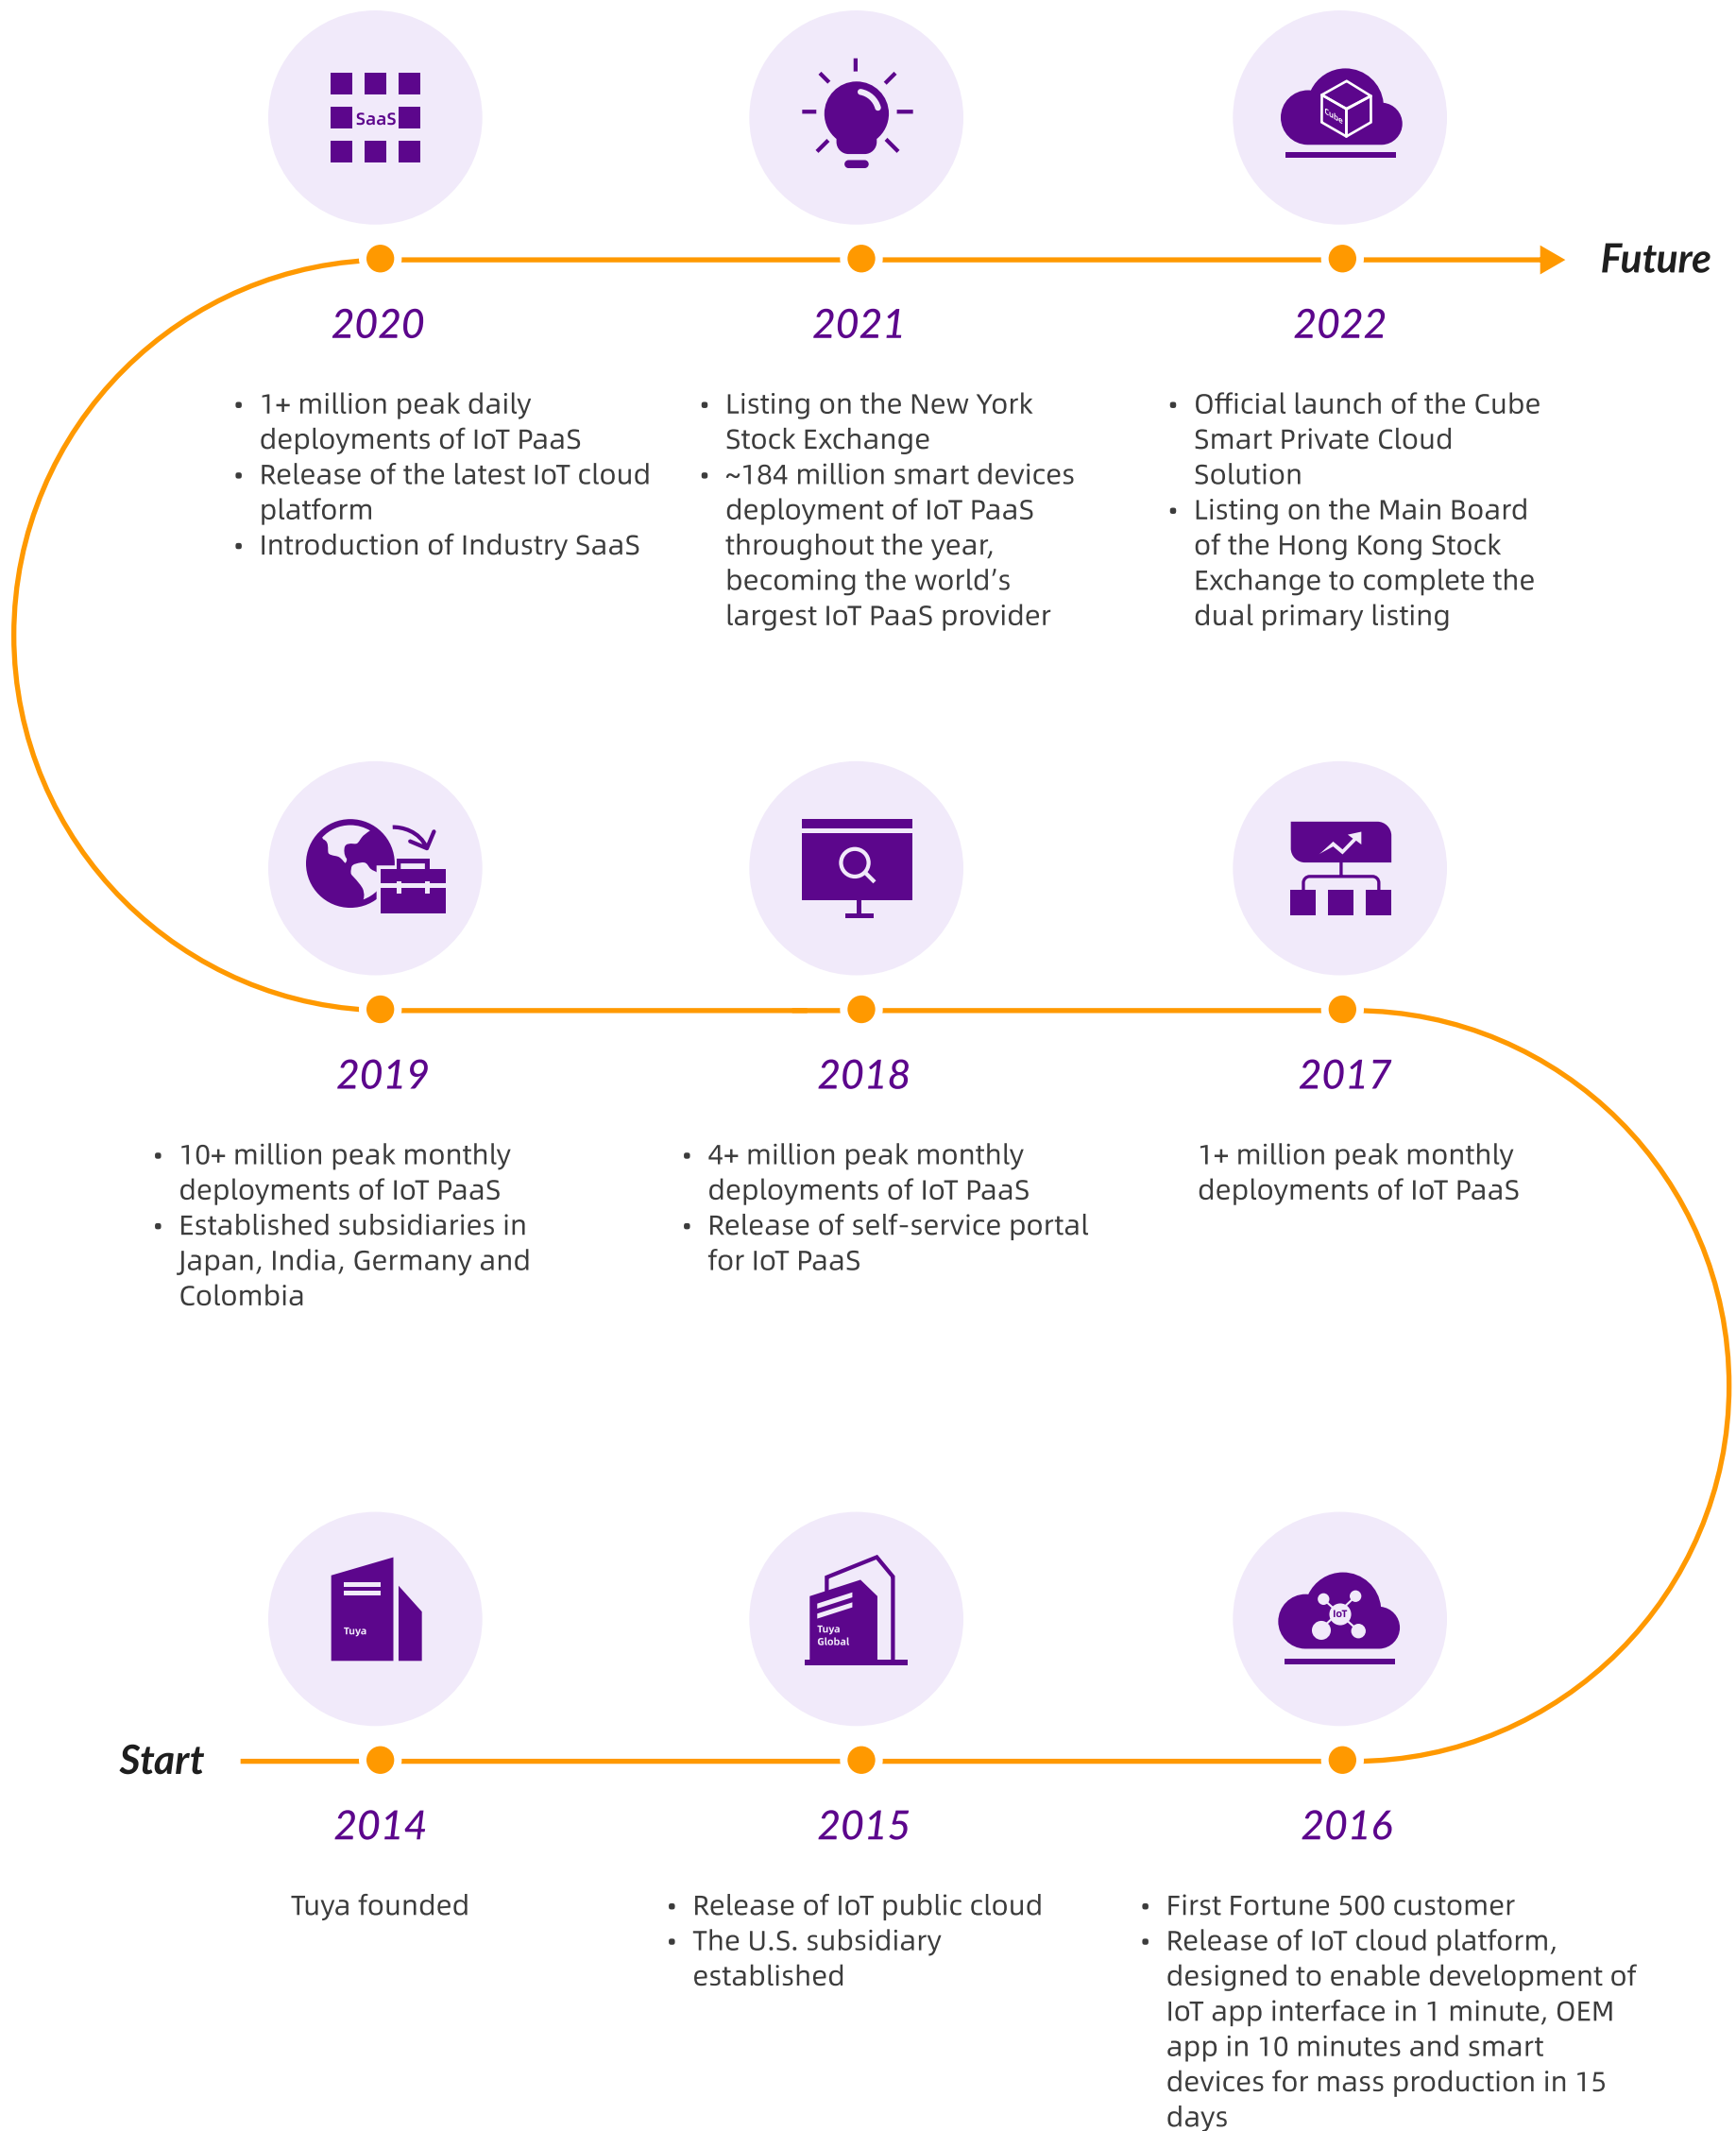 SaaS
Cube
Future
2020
2021
2022
• 1+ million peak daily
deployments of IoT PaaS
• Release of the latest IoT cloud
platform
• Introduction of Industry SaaS
• Listing on the New York
Stock Exchange
• ~184 million smart devices
deployment of IoT PaaS
throughout the year,
becoming the world’s
largest IoT PaaS provider
• Official launch of the Cube
Smart Private Cloud
Solution
• Listing on the Main Board
of the Hong Kong Stock
Exchange to complete the
dual primary listing
2019
2018
2017
• 10+ million peak monthly
deployments of IoT PaaS
• Established subsidiaries in
Japan, India, Germany and
Colombia
• 4+ million peak monthly
deployments of IoT PaaS
• Release of self-service portal
for IoT PaaS
1+ million peak monthly
deployments of IoT PaaS
Tuya
Tuya
Global
IoT
Start
2014
2015
2016
Tuya founded
• Release of IoT public cloud
• The U.S. subsidiary
established
• First Fortune 500 customer
• Release of IoT cloud platform,
designed to enable development of
IoT app interface in 1 minute, OEM
app in 10 minutes and smart
devices for mass production in 15
days